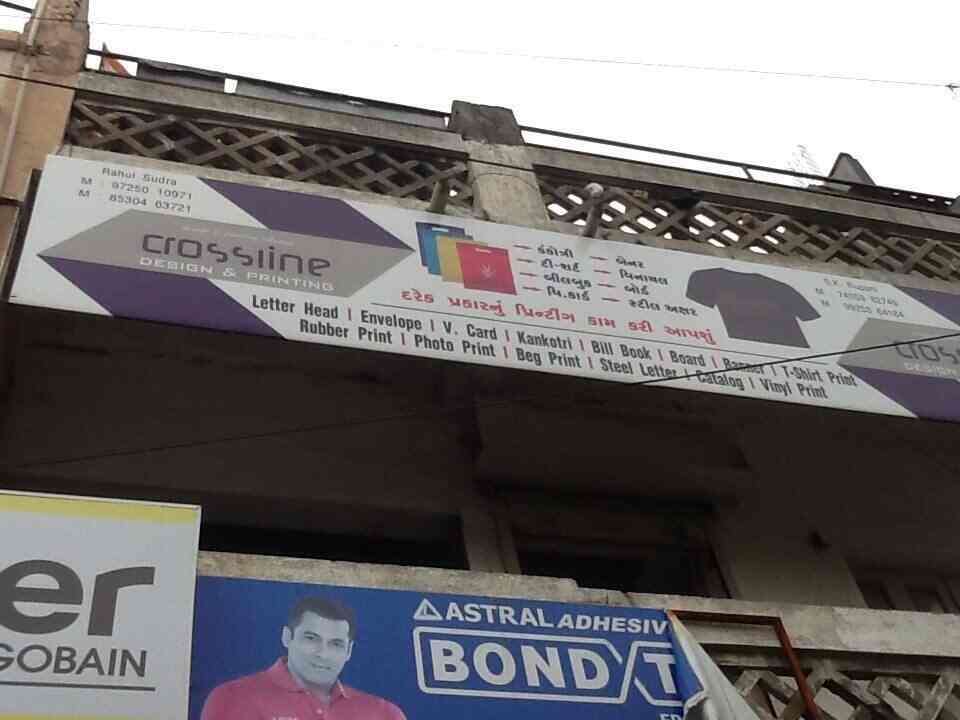 Rahul Sudra
M : 97250 10971
M : 85304 63721
crossline
DESIGN & PRINTING
કંકોત્રી
ટી-શર્ટ
બીલબુક
વિ.કાર્ડ
બેનર
વિનાયલ
બોર્ડ
સ્ટીલ અક્ષર
દરેક પ્રકારનું પ્રિન્ટીંગ કામ કરી આપશું
Letter Head | Envelope | V. Card | Kankotri | Bill Book | Board | Banner | T-Shirt Print
Rubber Print | Photo Print | Beg Print | Steel Letter | Catalog | Vinyl Print
M
M
cross
DESIGN
er
GOBAIN
ASTRAL ADHESIV
BOND T